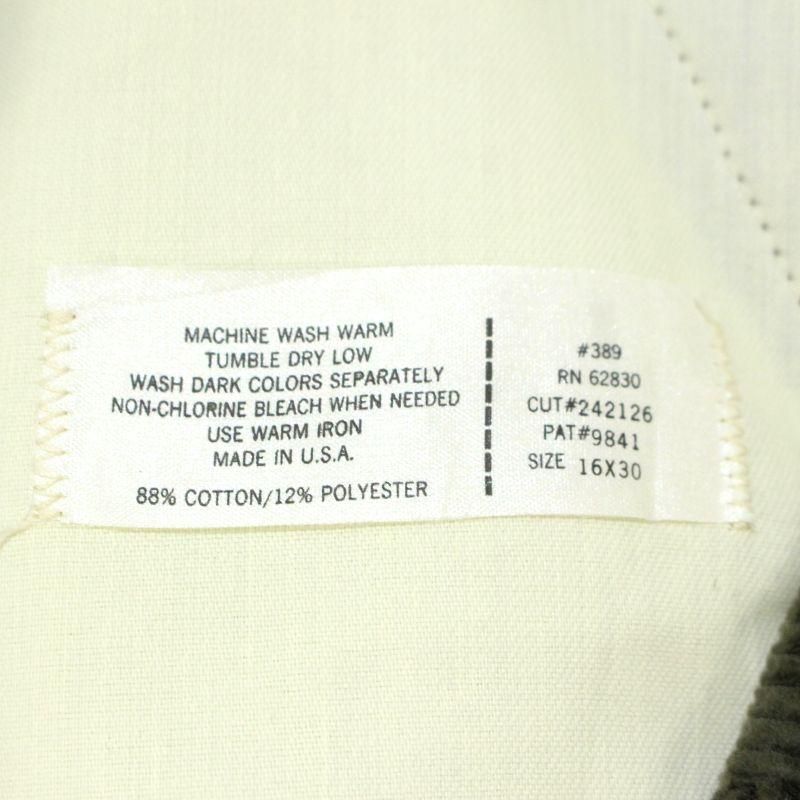 MACHINE WASH WARM
TUMBLE DRY LOW
WASH DARK COLORS SEPARATELY
NON-CHLORINE BLEACH WHEN NEEDED
USE WARM IRON
MADE IN U.S.A.
88% COTTON/12% POLYESTER
#389
RN 62830
CUT#242126
PAT#9841
SIZE 16X30